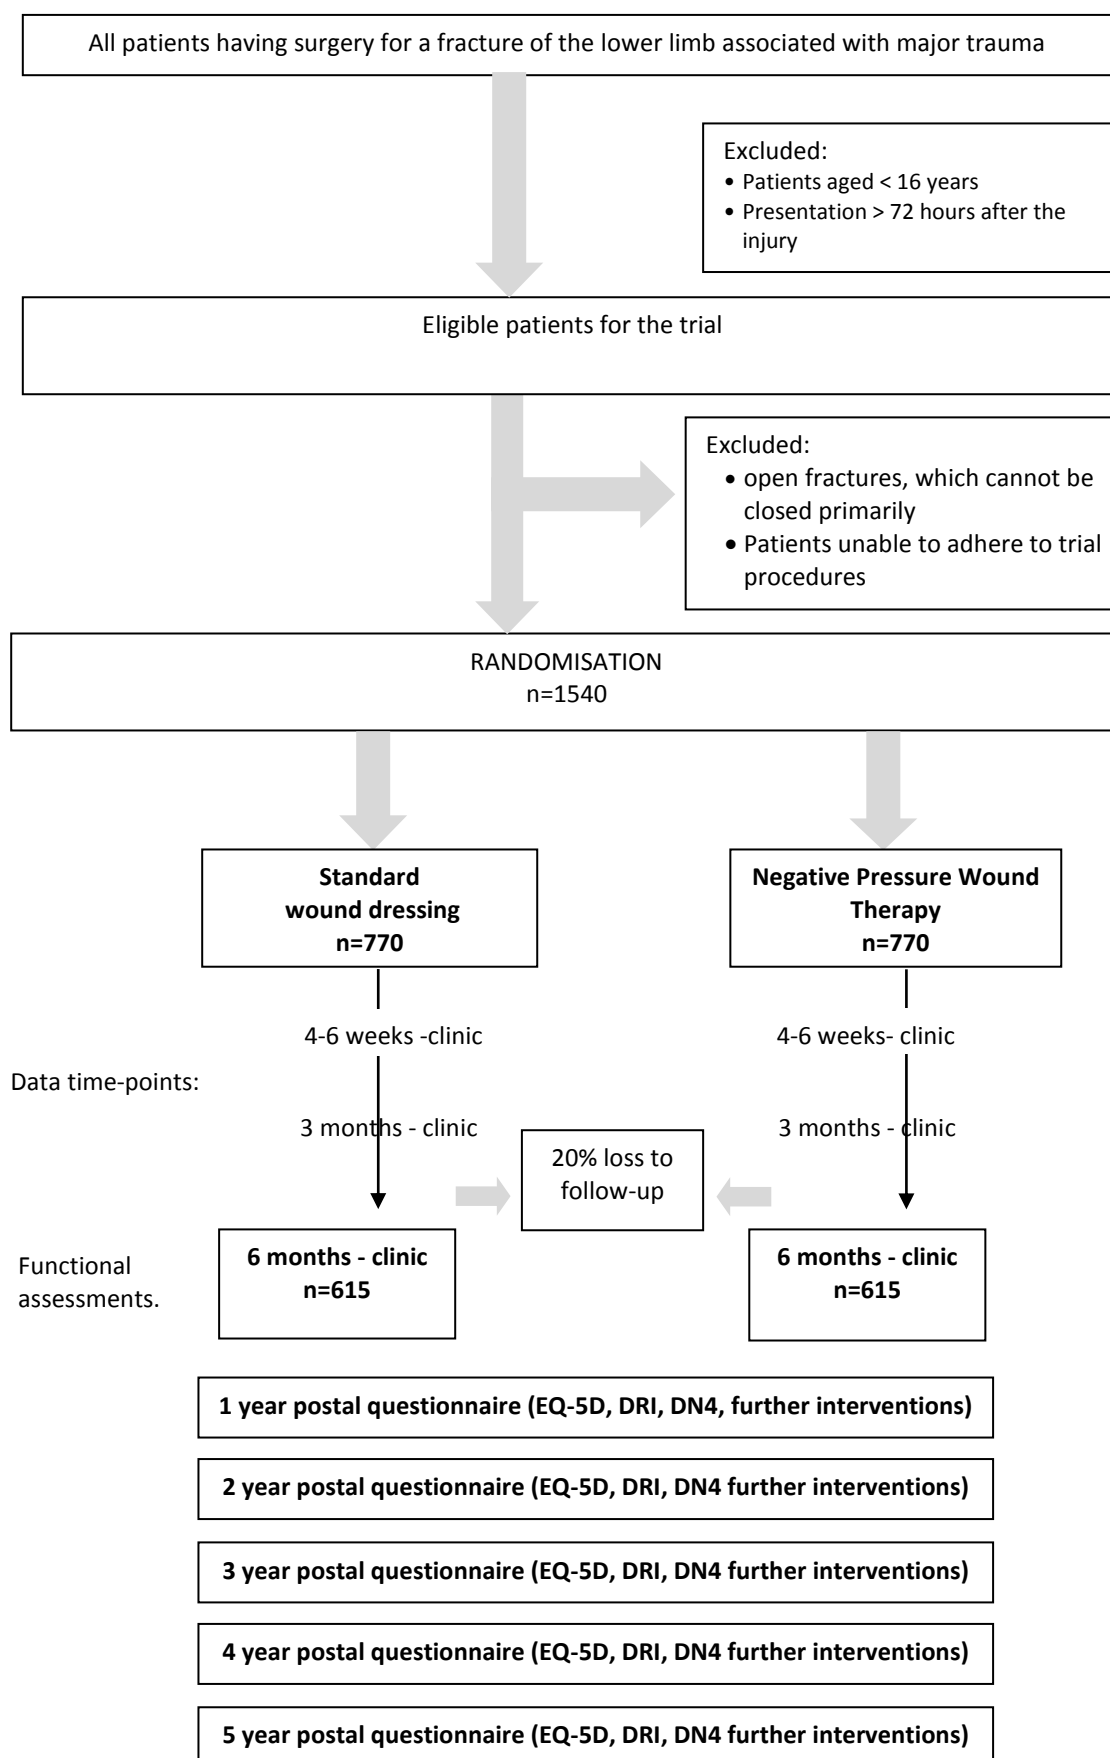 All patients having surgery for a fracture of the lower limb associated with major trauma
Excluded:
• Patients aged < 16 years
• Presentation > 72 hours after the
injury
Eligible patients for the trial
Excluded:
• open fractures, which cannot be
closed primarily
• Patients unable to adhere to trial
procedures
RANDOMISATION
n=1540
Standard
wound dressing
n=770
Negative Pressure Wound
Therapy
n=770
4-6 weeks -clinic
4-6 weeks- clinic
Data time-points:
3 months - clinic
3 months - clinic
20% loss to
follow-up
Functional
assessments.
6 months - clinic
n=615
6 months - clinic
n=615
1 year postal questionnaire (EQ-5D, DRI, DN4, further interventions)
2 year postal questionnaire (EQ-5D, DRI, DN4 further interventions)
3 year postal questionnaire (EQ-5D, DRI, DN4 further interventions)
4 year postal questionnaire (EQ-5D, DRI, DN4 further interventions)
5 year postal questionnaire (EQ-5D, DRI, DN4 further interventions)